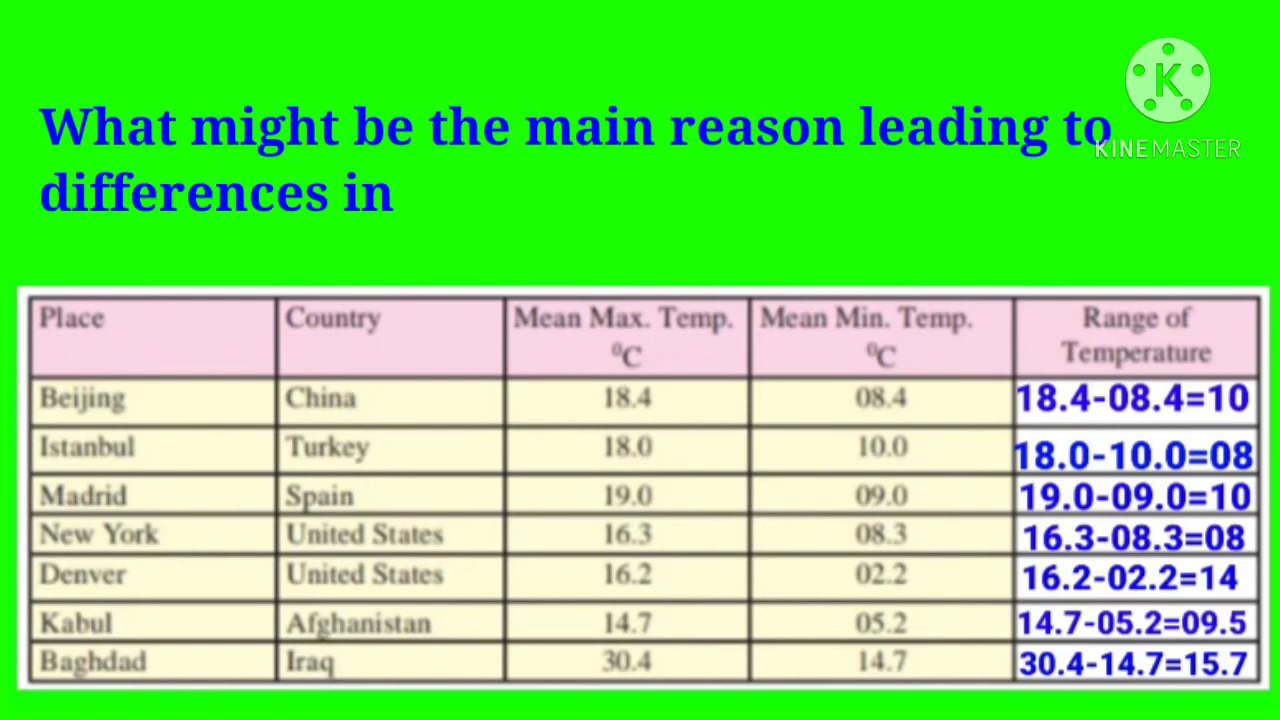 What might be the main reason leading to
differences in
K
KINEMASTER
Place Country Mean Max. Temp. ⁰C Mean Min. Temp. ⁰C Range of Temperature
Beijing China 18.4 08.4 18.4-08.4=10
Istanbul Turkey 18.0 10.0 18.0-10.0=08
Madrid Spain 19.0 09.0 19.0-09.0=10
New York United States 16.3 08.3 16.3-08.3=08
Denver United States 16.2 02.2 16.2-02.2=14
Kabul Afghanistan 14.7 05.2 14.7-05.2=09.5
Baghdad Iraq 30.4 14.7 30.4-14.7=15.7